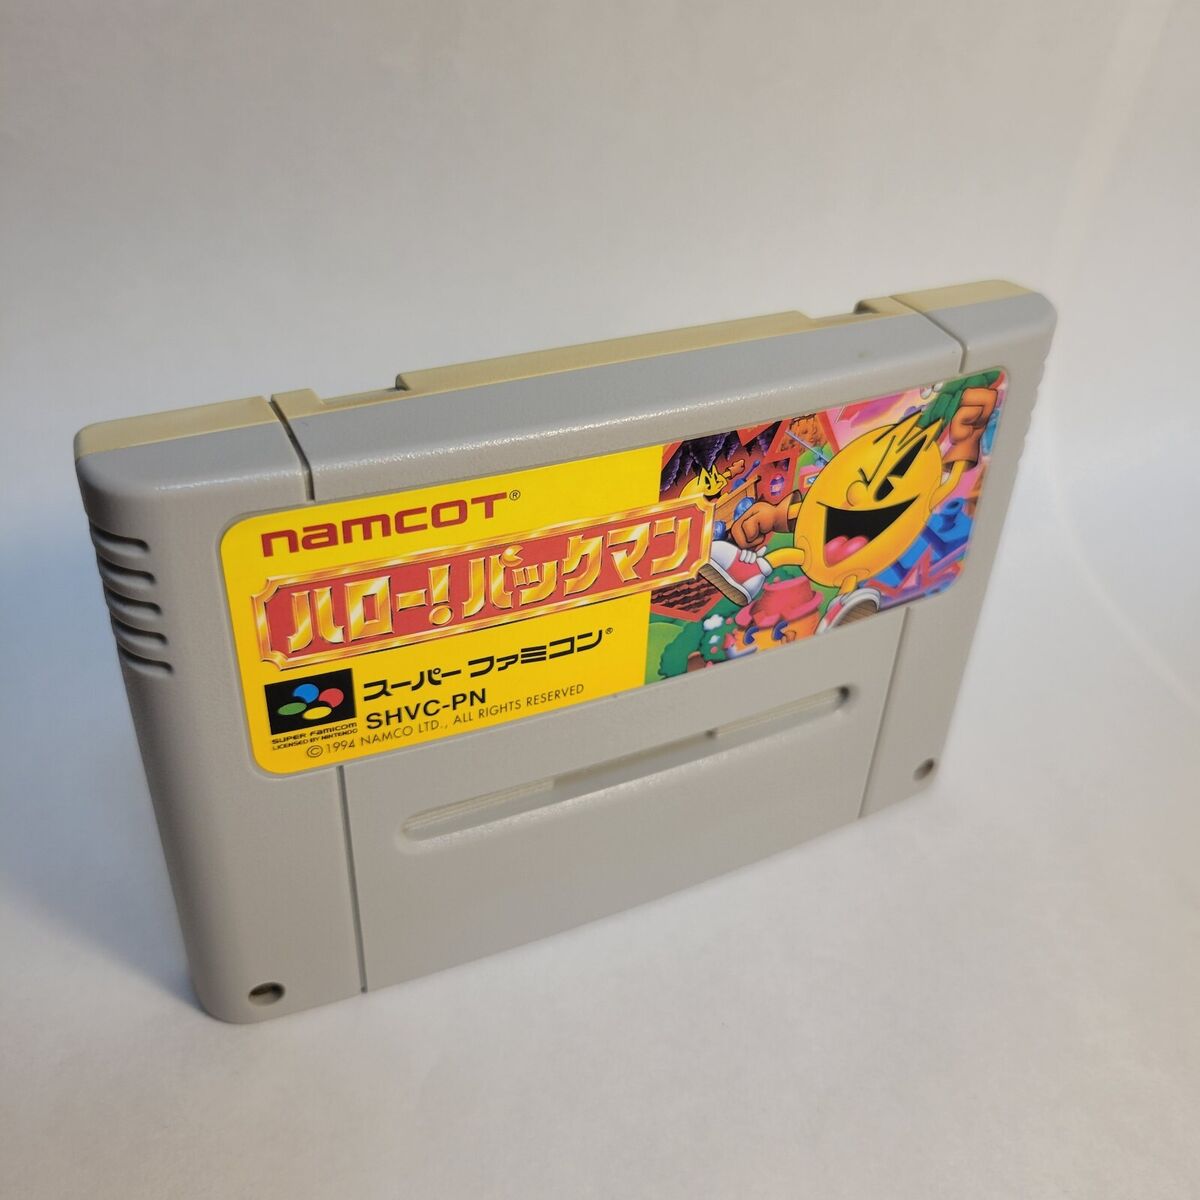 namcoT®
ハロー!パックマン
スーパーファミコン®
SHVC-PN
SUPER FAMICOM
LICENSED BY NINTENDO
©1994 NAMCO LTD., ALL RIGHTS RESERVED